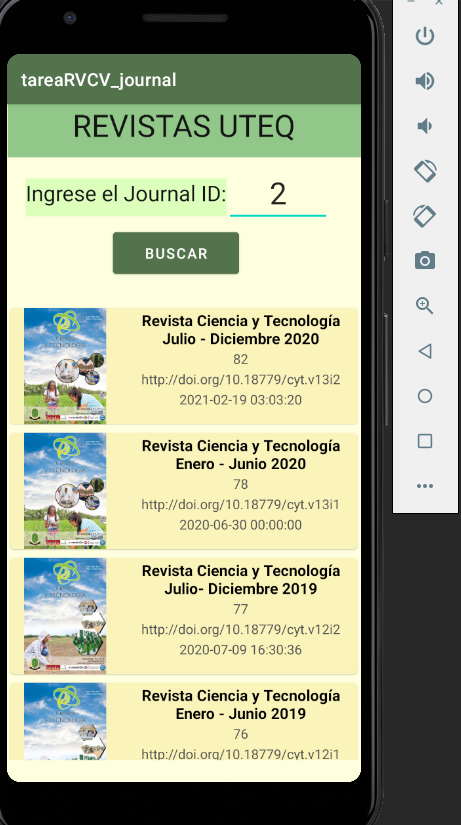 tareaRVCV_journal
REVISTAS UTEQ
Ingrese el Journal ID: 2
BUSCAR
Revista Ciencia y Tecnología
Julio - Diciembre 2020
82
http://doi.org/10.18779/cyt.v13i2
2021-02-19 03:03:20
Revista Ciencia y Tecnología
Enero - Junio 2020
78
http://doi.org/10.18779/cyt.v13i1
2020-06-30 00:00:00
Revista Ciencia y Tecnología
Julio- Diciembre 2019
77
http://doi.org/10.18779/cyt.v12i2
2020-07-09 16:30:36
Revista Ciencia y Tecnología
Enero - Junio 2019
76
http://doi.org/10.18779/cyt.v12i1